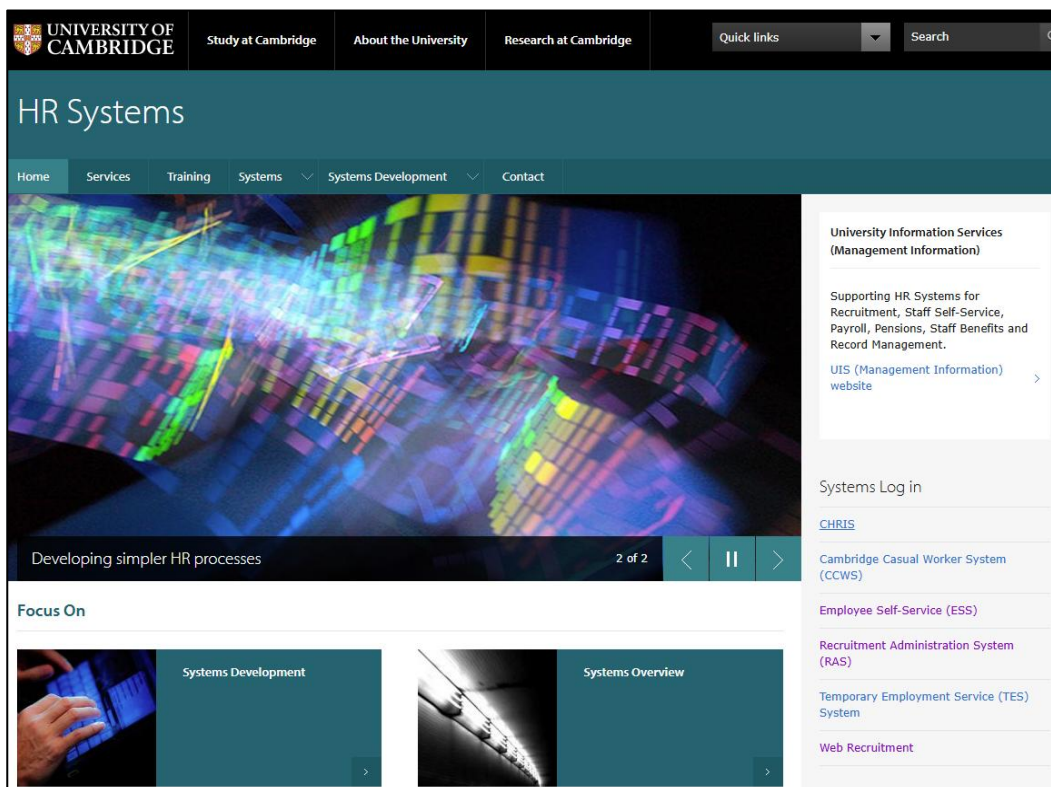 UNIVERSITY OF
CAMBRIDGE
Study at Cambridge
About the University
Research at Cambridge
Quick links
Search
HR Systems
Home
Services
Training
Systems
Systems Development
Contact
University Information Services
(Management Information)
Supporting HR Systems for
Recruitment, Staff Self-Service,
Payroll, Pensions, Staff Benefits and
Record Management.
UIS (Management Information)
website
Developing simpler HR processes
2 of 2
Systems Log in
CHRIS
Cambridge Casual Worker System
(CCWS)
Employee Self-Service (ESS)
Recruitment Administration System
(RAS)
Temporary Employment Service (TES)
System
Web Recruitment
Focus On
Systems Development
Systems Overview